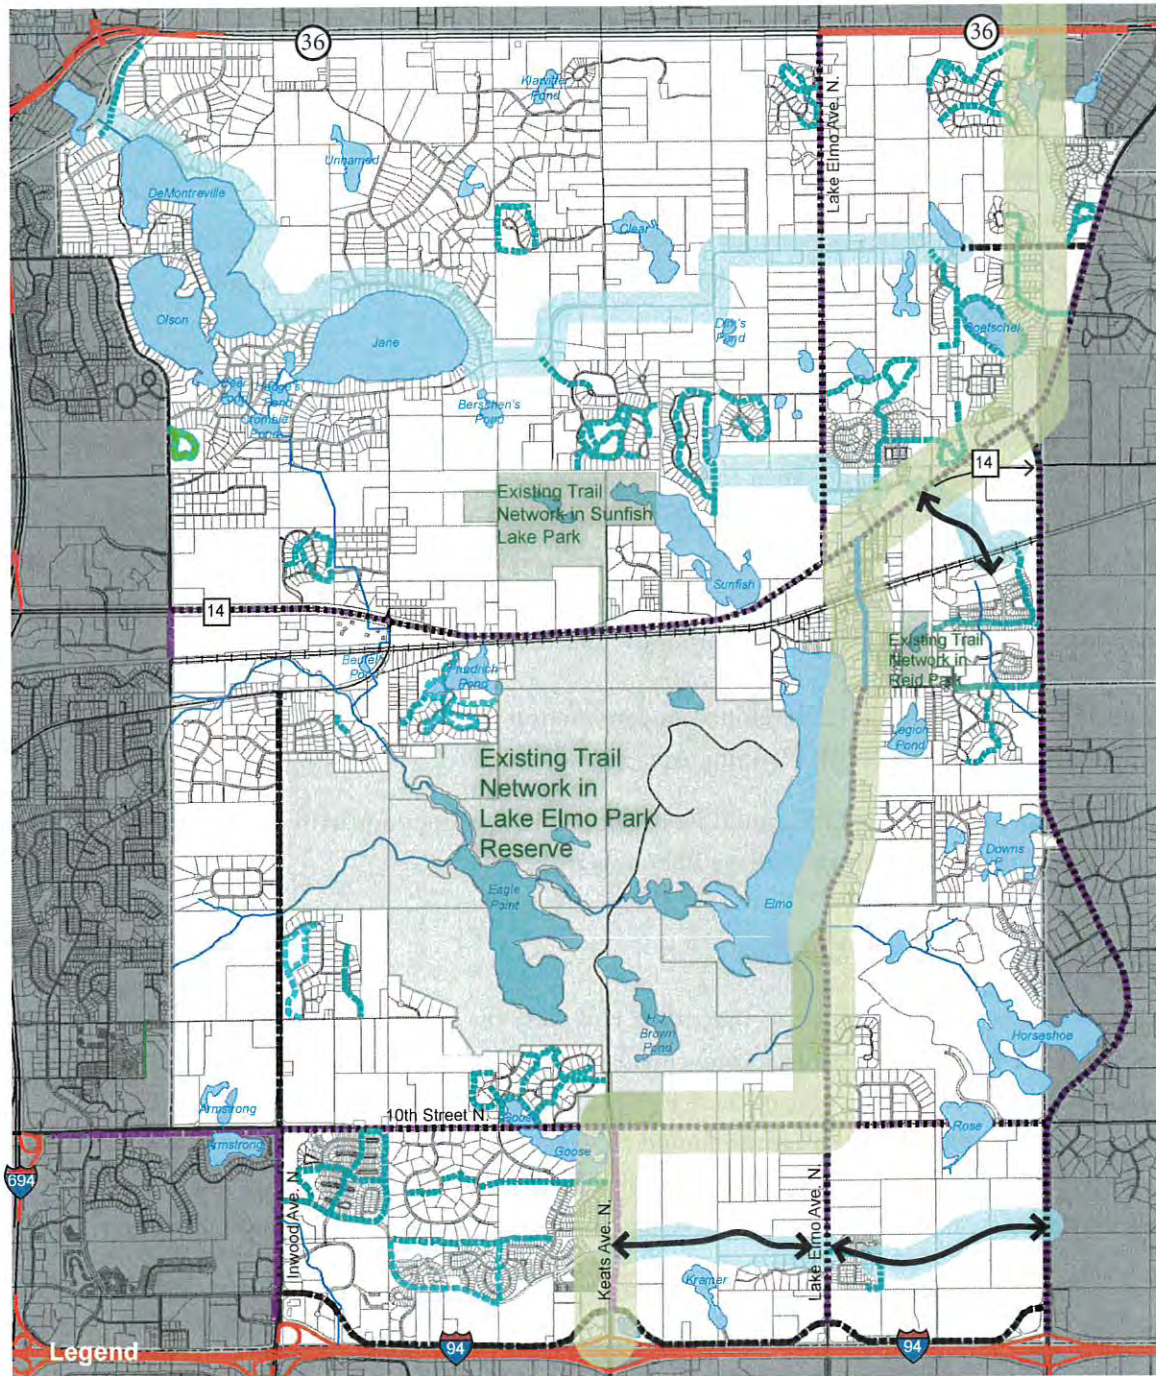 36
36
Klawitter
Pond
Lake Elmo Ave. N.
Unnamed
DeMontreville
Clear
Olson
Jane
Goetschel
Pond
Berschen's
Pond
Pond
14
Existing Trail
Network in Sunfish
Lake Park
Sunfish
14
Existing Trail
Network in
Reid Park
Pond
Friedrich
Pond
Legion
Pond
Existing Trail
Network in
Lake Elmo Park
Reserve
Downs
Eagle
Point
Elmo
Brown
Pond
Horseshoe
Armstrong
10th Street N.
Rose
Armstrong
Goose
694
Inwood Ave. N.
Keats Ave. N.
Lake Elmo Ave. N.
Kramer
94
94
Legend